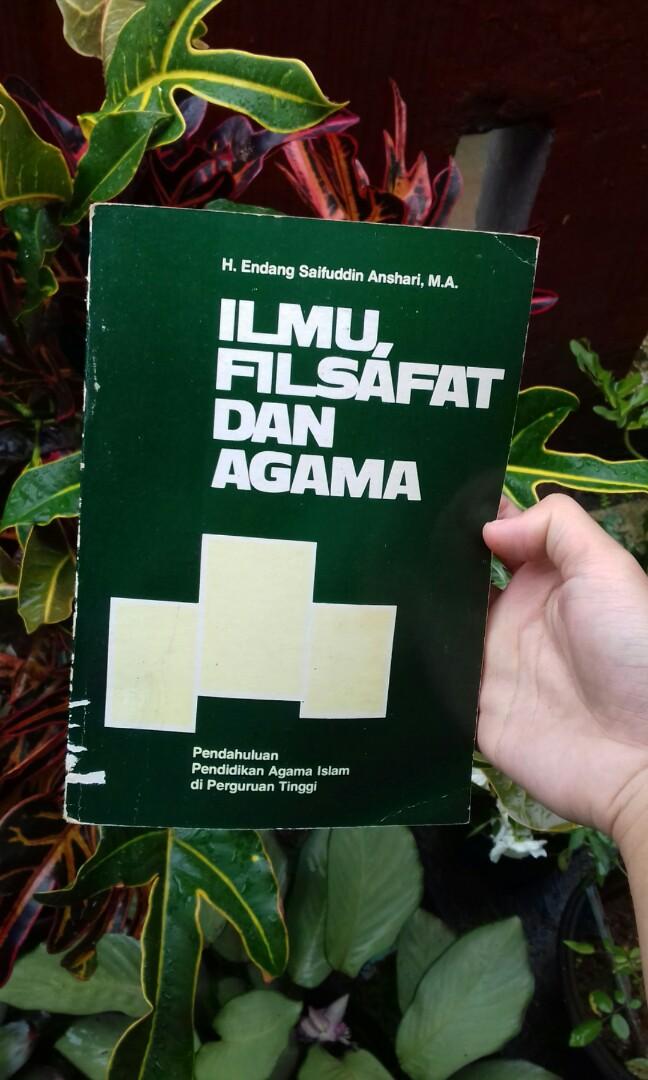 H. Endang Saifuddin Anshari, M.A.
ILMU,
FILSAFAT
DAN
AGAMA
Pendahuluan
Pendidikan Agama Islam
di Perguruan Tinggi